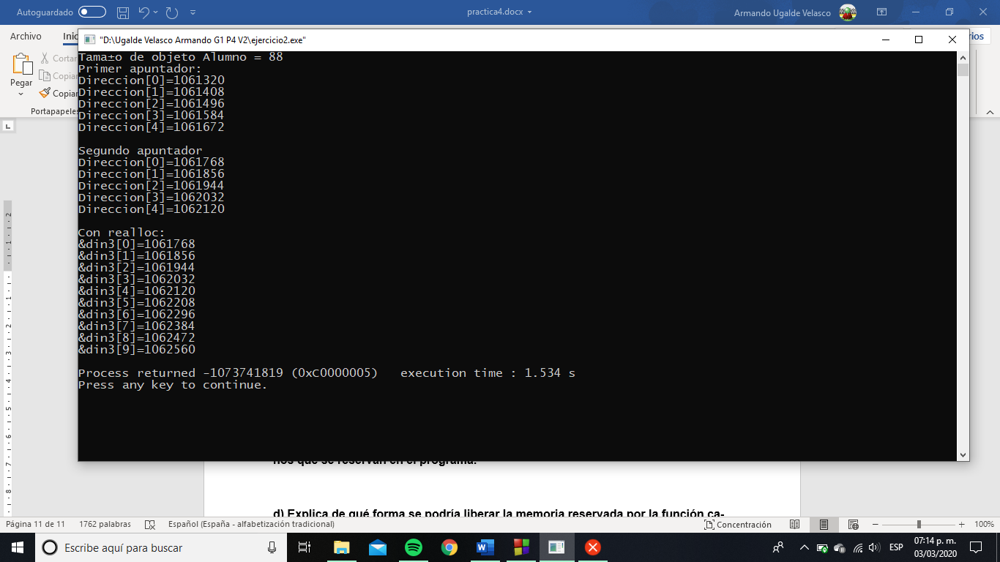 Autoguardado
practica4.docx
Armando Ugalde Velasco
Archivo
Inic
rios
"D:\Ugalde Velasco Armando G1 P4 V2\ejercicio2.exe"
Pegar
Cortar
Copiar
Copiar
Portapapeles
Tama±o de objeto Alumno = 88
Primer apuntador:
Direccion[0]=1061320
Direccion[1]=1061408
Direccion[2]=1061496
Direccion[3]=1061584
Direccion[4]=1061672
Segundo apuntador
Direccion[0]=1061768
Direccion[1]=1061856
Direccion[2]=1061944
Direccion[3]=1062032
Direccion[4]=1062120
Con realloc:
&din3[0]=1061768
&din3[1]=1061856
&din3[2]=1061944
&din3[3]=1062032
&din3[4]=1062120
&din3[5]=1062208
&din3[6]=1062296
&din3[7]=1062384
&din3[8]=1062472
&din3[9]=1062560
Process returned -1073741819 (0xC0000005)   execution time : 1.534 s
Press any key to continue.
nos que se reservan en el programa.
d) Explica de qué forma se podría liberar la memoria reservada por la función ca-
Página 11 de 11
1762 palabras
Español (España - alfabetización tradicional)
Concentración
100%
Escribe aquí para buscar
ESP
07:14 p. m.
03/03/2020